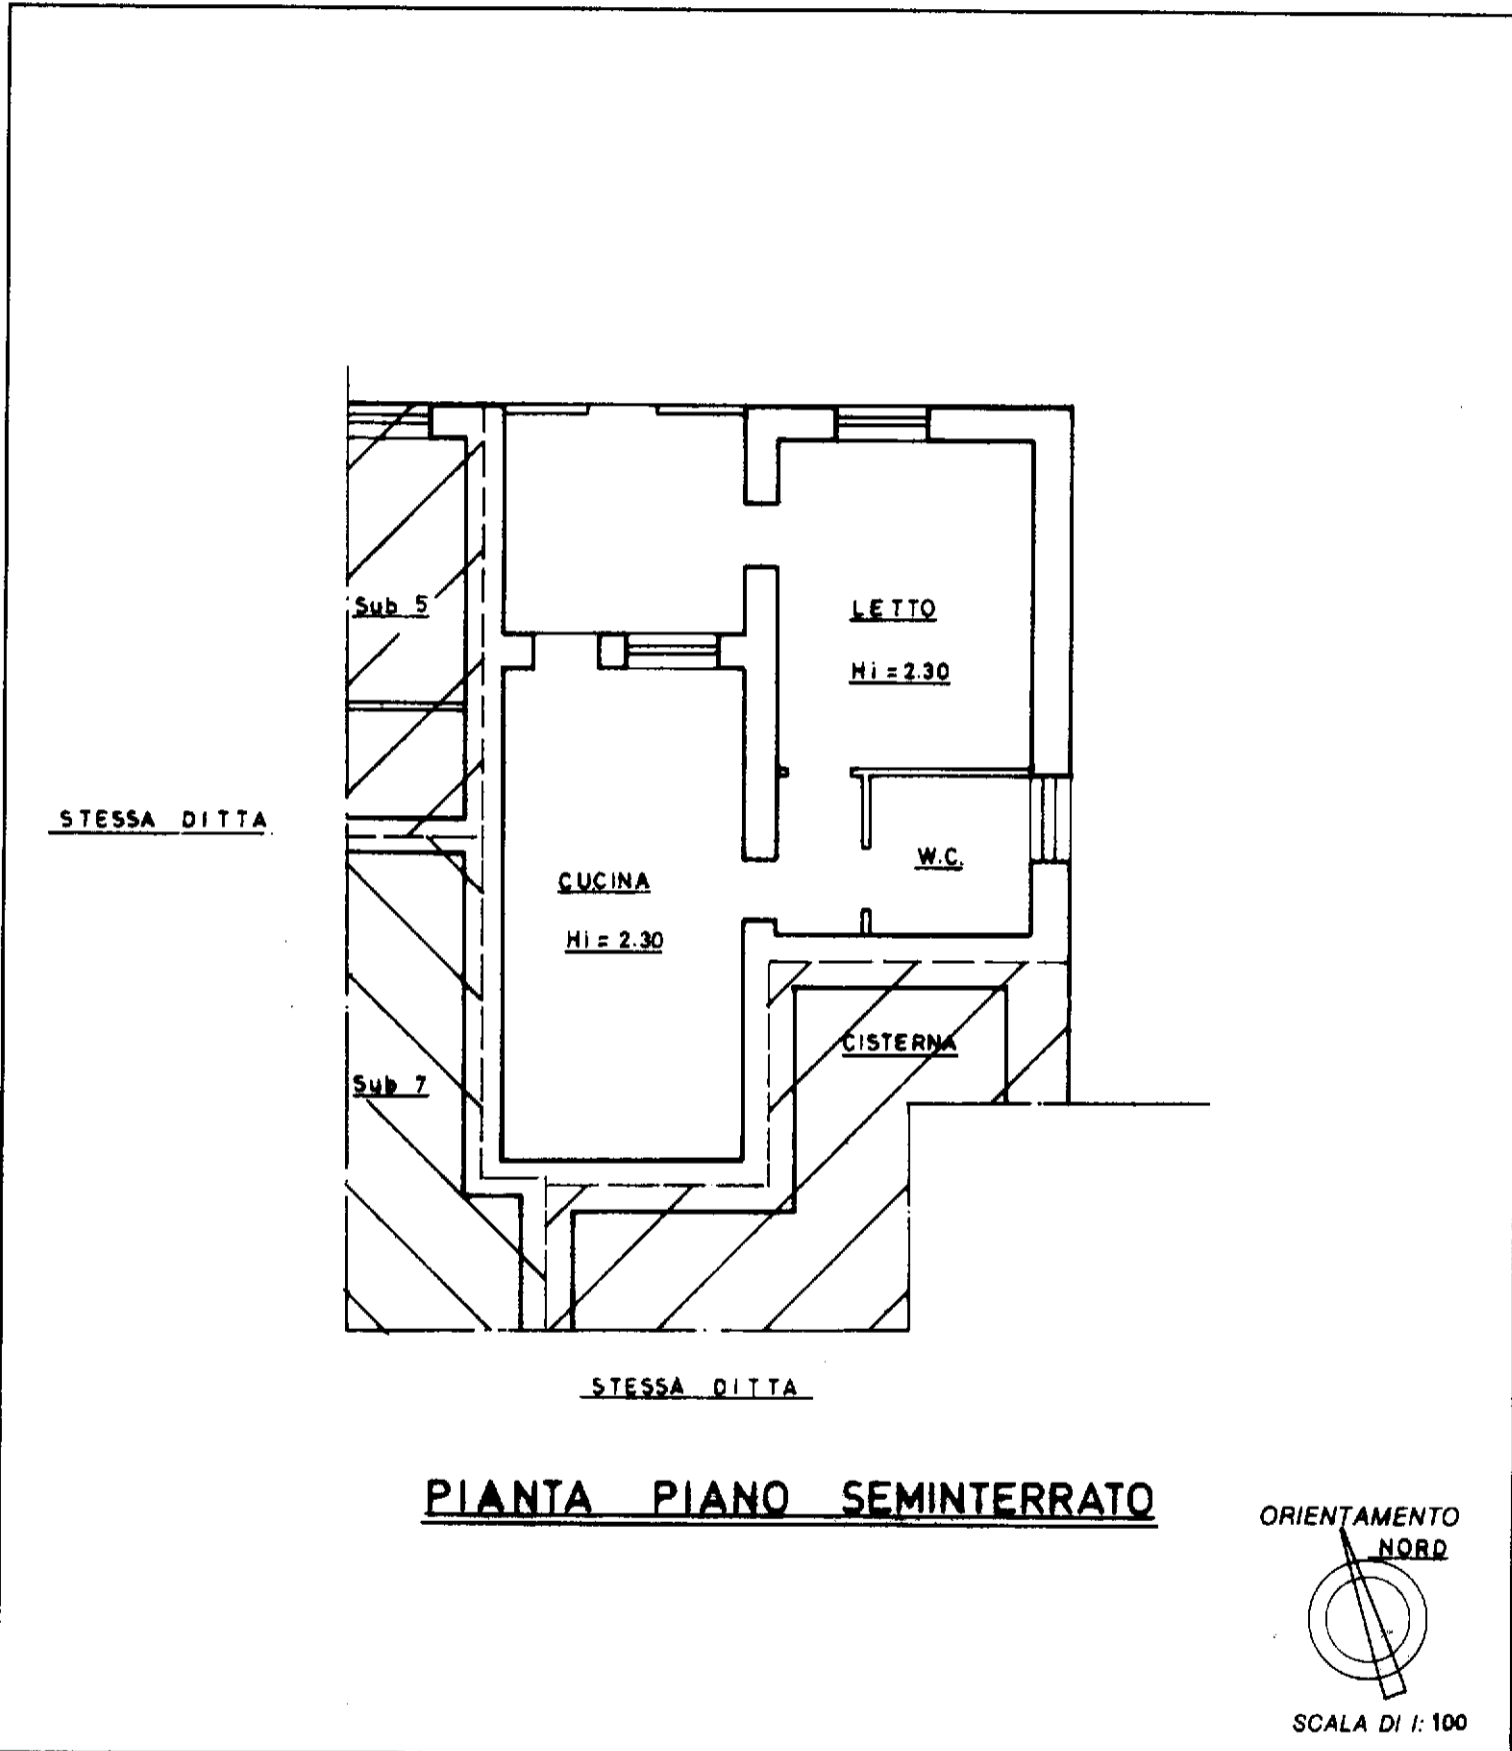 Sub 5
LETTO
Hi = 2.30
STESSA DITTA
W.C.
CUCINA
Hi = 2.30
CISTERNA
Sub 7
STESSA DITTA
PIANTA PIANO SEMINTERRATO
ORIENTAMENTO
NORD
SCALA DI I: 100